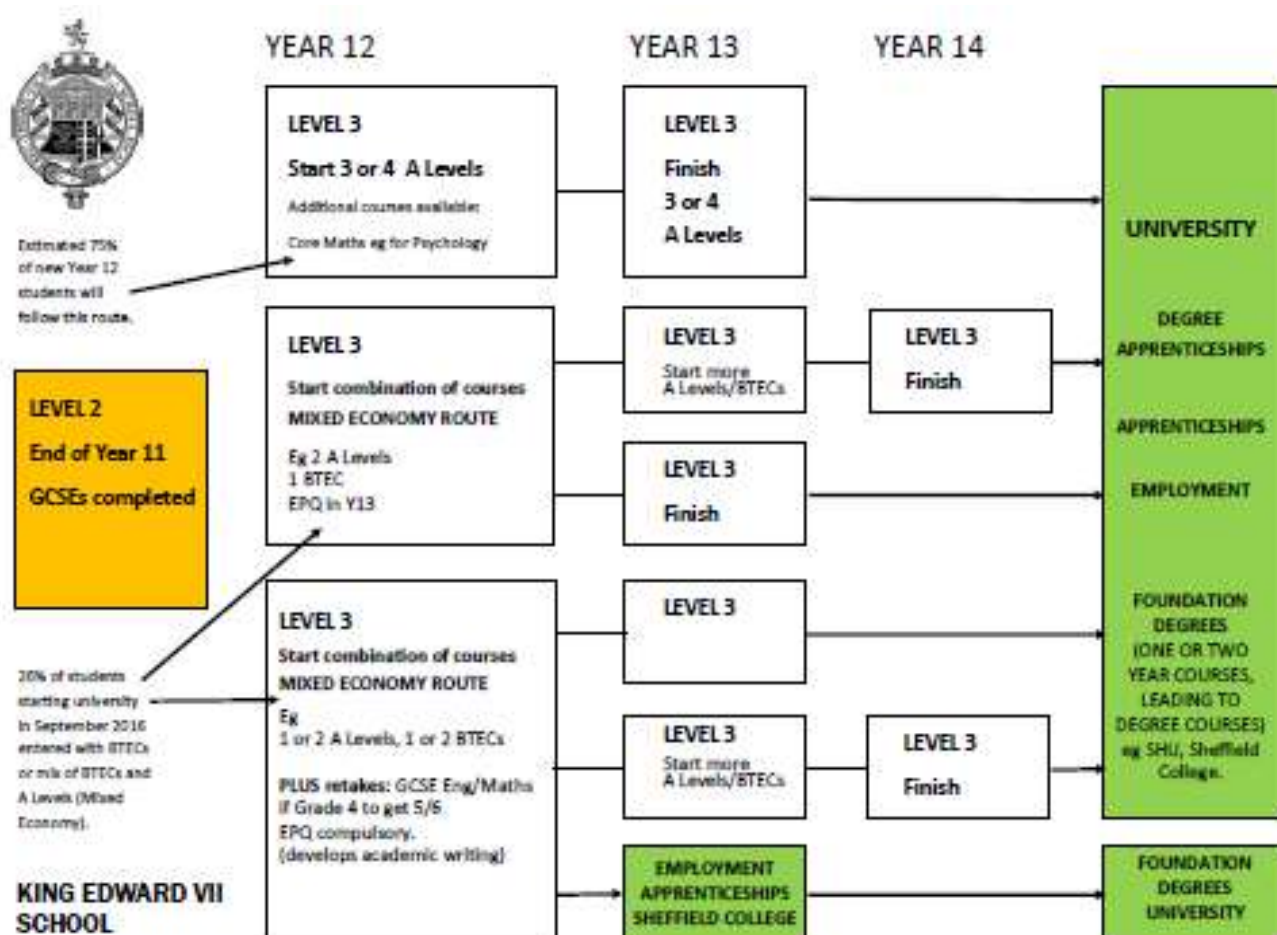 YEAR 12
YEAR 13
YEAR 14
LEVEL 3
Start 3 or 4 A Levels
Additional courses available:
Core Maths eg for Psychology
LEVEL 3
Finish
3 or 4
A Levels
Estimated 75%
of new Year 12
students will
follow this route.
LEVEL 2
End of Year 11
GCSEs completed
LEVEL 3
Start combination of courses
MIXED ECONOMY ROUTE
Eg 2 A Levels
1 BTEC
EPQ in Y13
LEVEL 3
Start more
A Levels/BTECs
LEVEL 3
Finish
LEVEL 3
Finish
of students
starting university
in September 2016
entered with BTECs
or mix of BTECs and
A Levels (Mixed
Economy).
LEVEL 3
Start combination of courses
MIXED ECONOMY ROUTE
Eg
1 or 2 A Levels, 1 or 2 BTECs
PLUS retakes: GCSE Eng/Maths
if Grade 4 to get 5/6
EPQ compulsory.
(develops academic writing)
LEVEL 3
LEVEL 3
Start more
A Levels/BTECs
LEVEL 3
Finish
EMPLOYMENT
APPRENTICESHIPS
SHEFFIELD COLLEGE
UNIVERSITY
DEGREE
APPRENTICESHIPS
APPRENTICESHIPS
EMPLOYMENT
FOUNDATION
DEGREES
(ONE OR TWO
YEAR COURSES,
LEADING TO
DEGREE COURSES)
eg SHU, Sheffield
College.
FOUNDATION
DEGREES
UNIVERSITY
KING EDWARD VII
SCHOOL